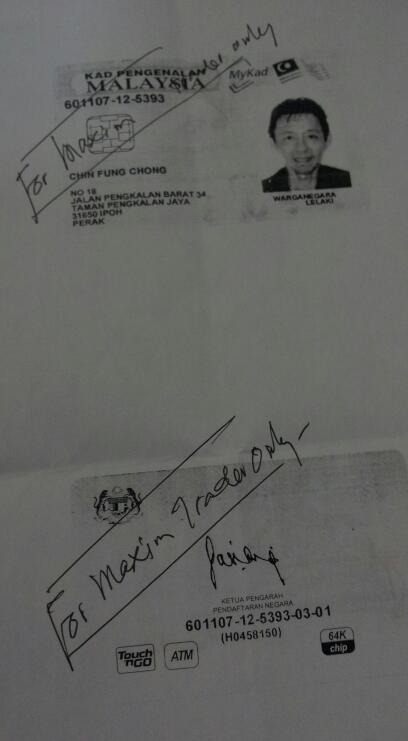 KAD PENGENALAN
MALAYSIA
MyKad
601107-12-5393
For Maxim Trader only
CHIN FUNG CHONG
NO 18
JALAN PENGKALAN BARAT 34
TAMAN PENGKALAN JAYA
31650 IPOH
PERAK
WARGANEGARA
LELAKI
For Maxim Trader Only
KETUA PENGARAH
PENDAFTARAN NEGARA
601107-12-5393-03-01
(H0458150)
Touch
n GO
ATM
64K
chip